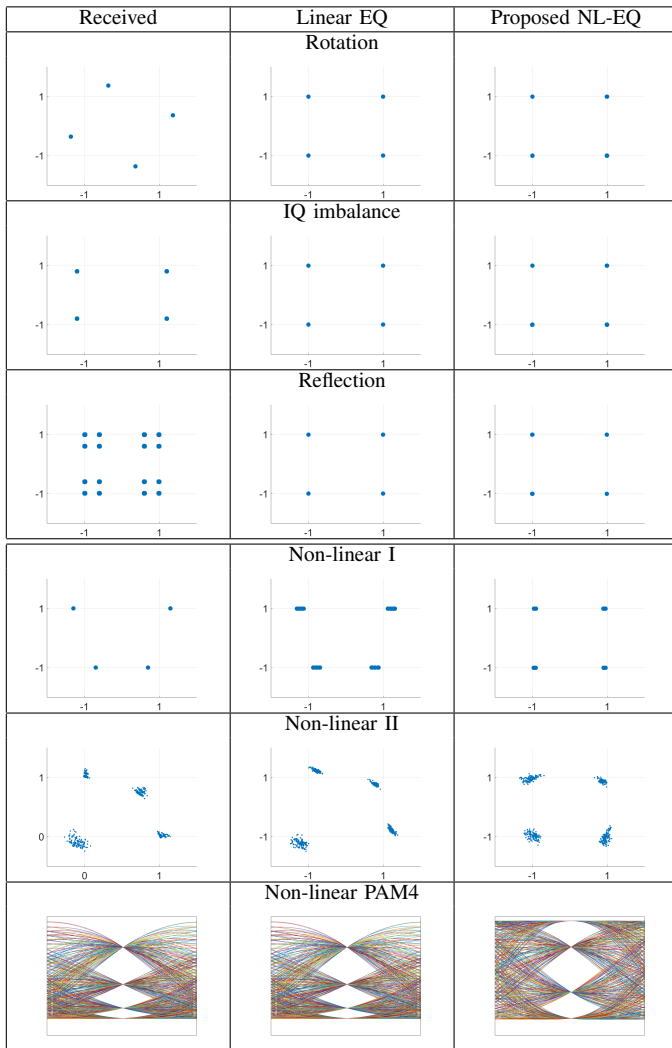 Received Linear EQ Proposed NL-EQ
Rotation
1 1 1
-1 -1 -1
-1 1 -1 1 -1 1
IQ imbalance
1 1 1
-1 -1 -1
-1 1 -1 1 -1 1
Reflection
1 1 1
-1 -1 -1
-1 1 -1 1 -1 1
Non-linear I
1 1 1
-1 -1 -1
-1 1 -1 1 -1 1
Non-linear II
1 1 1
0 -1 -1
0 1 -1 1 -1 1
Non-linear PAM4